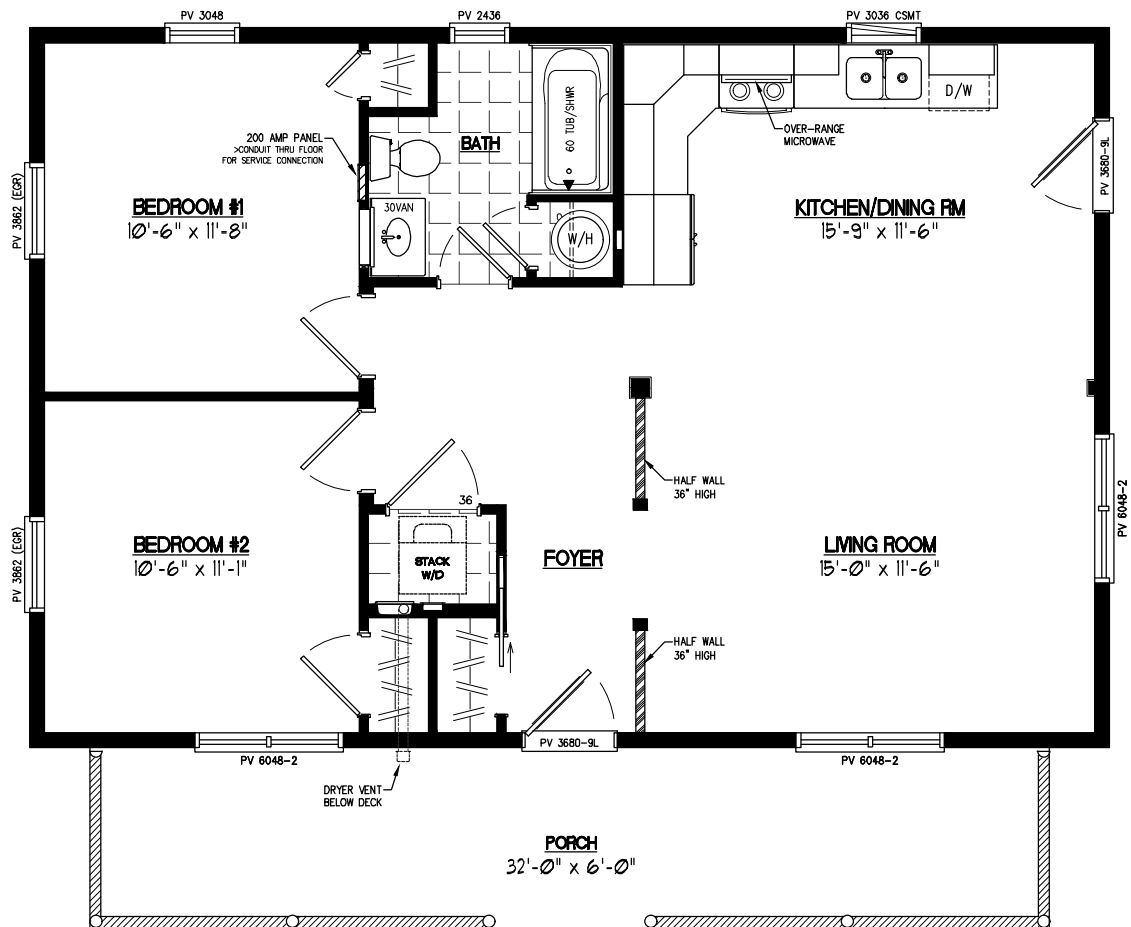 PV 3048
PV 2436
PV 3036 CSMT
D/W
60 TUB/SHWR
OVER-RANGE
MICROWAVE
200 AMP PANEL
>CONDUIT THRU FLOOR
FOR SERVICE CONNECTION
BATH
PV 3680-9L
PV 3862 (EGR)
BEDROOM #1
10'-6" x 11'-8"
30VAN
W/H
KITCHEN/DINING RM
15'-9" x 11'-6"
HALF WALL
36" HIGH
36
PV 6048-2
PV 3862 (EGR)
BEDROOM #2
10'-6" x 11'-1"
STACK
W/D
FOYER
LIVING ROOM
15'-0" x 11'-6"
HALF WALL
36" HIGH
PV 3680-9L
PV 6048-2
PV 6048-2
DRYER VENT
BELOW DECK
PORCH
32'-0" x 6'-0"